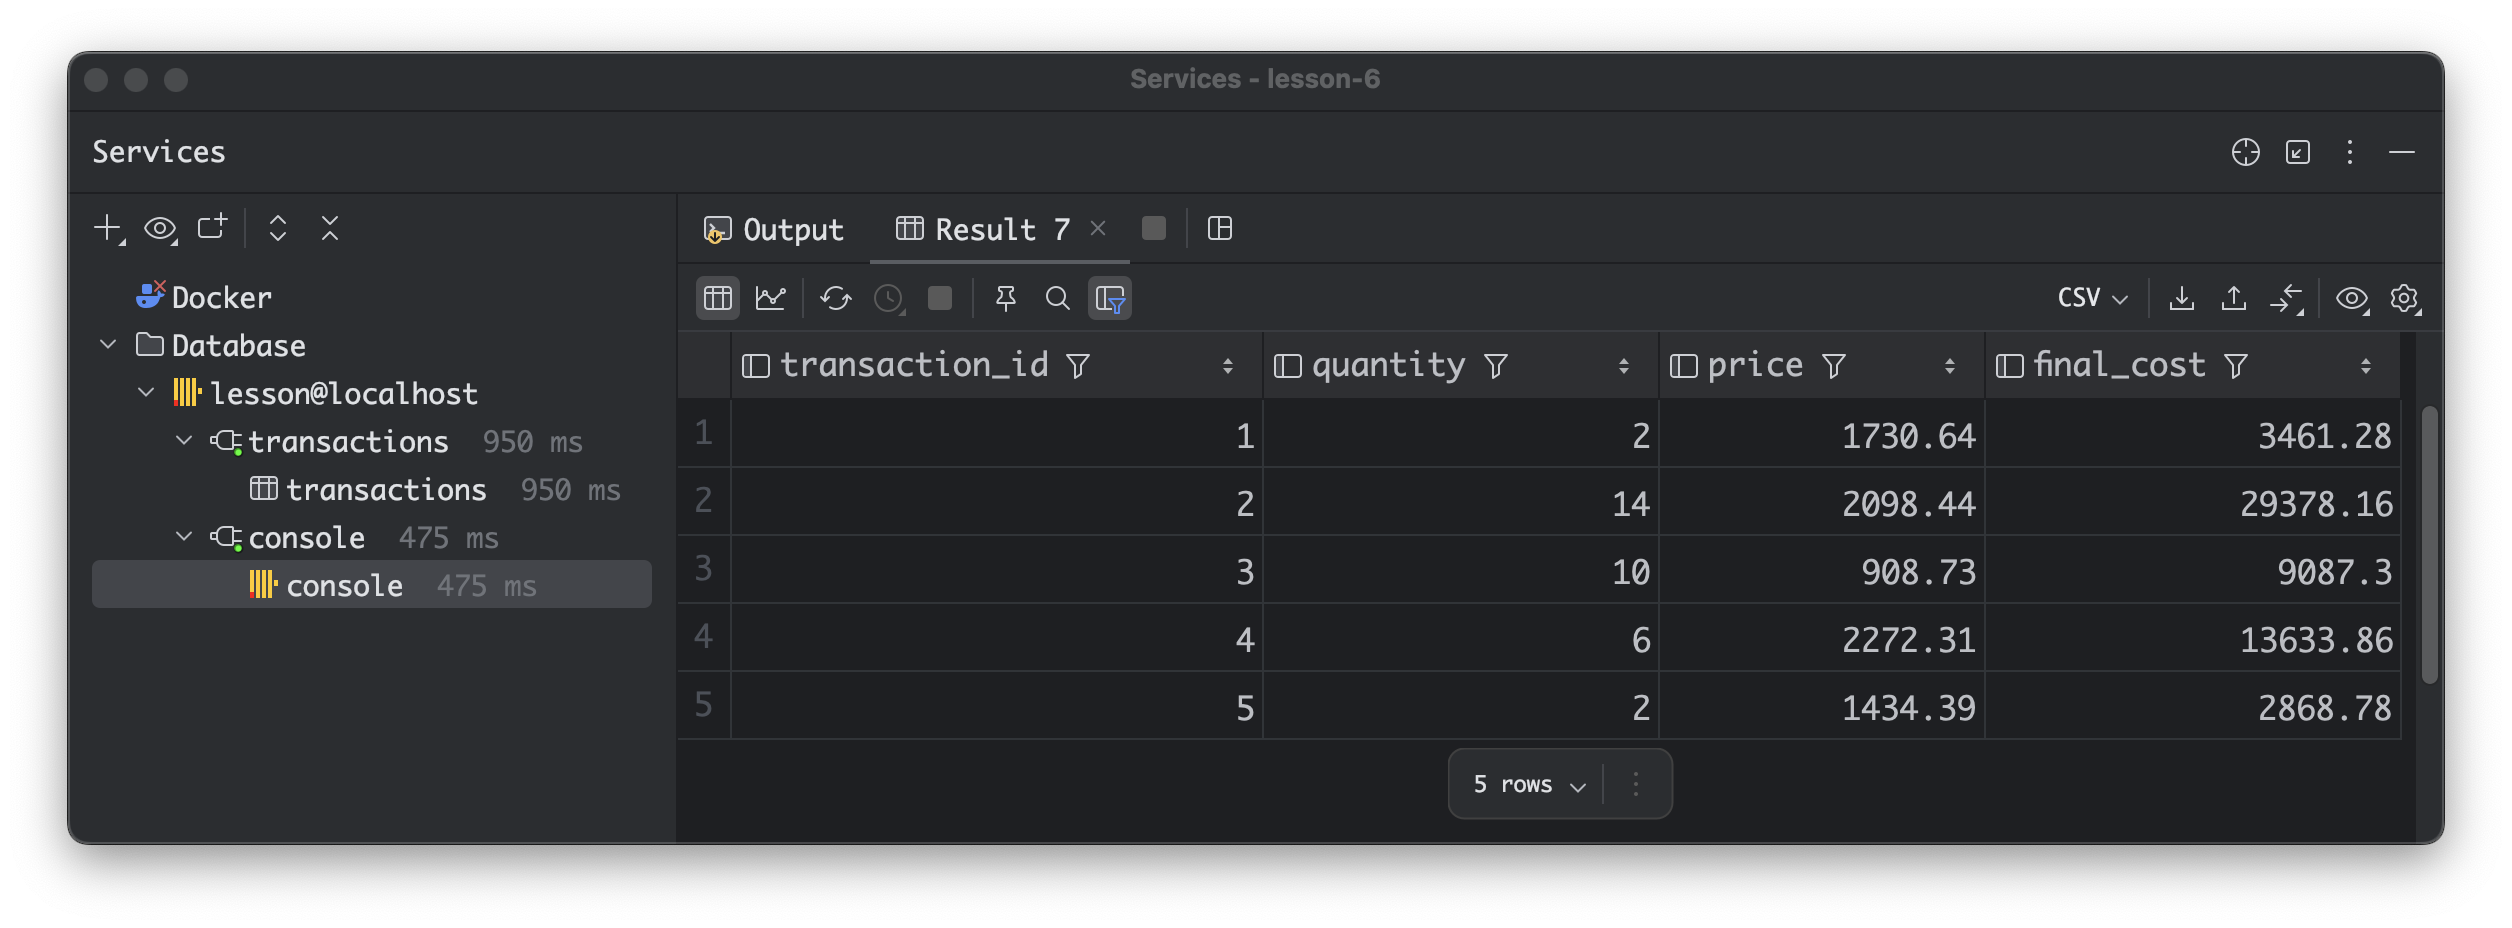 Services - lesson-6
Services
Docker
Database
lesson@localhost
transactions 950 ms
transactions 950 ms
console 475 ms
console 475 ms
Output Result 7
CSV
transaction_id quantity price final_cost
1 1 2 1730.64 3461.28
2 2 14 2098.44 29378.16
3 3 10 908.73 9087.3
4 4 6 2272.31 13633.86
5 5 2 1434.39 2868.78
5 rows